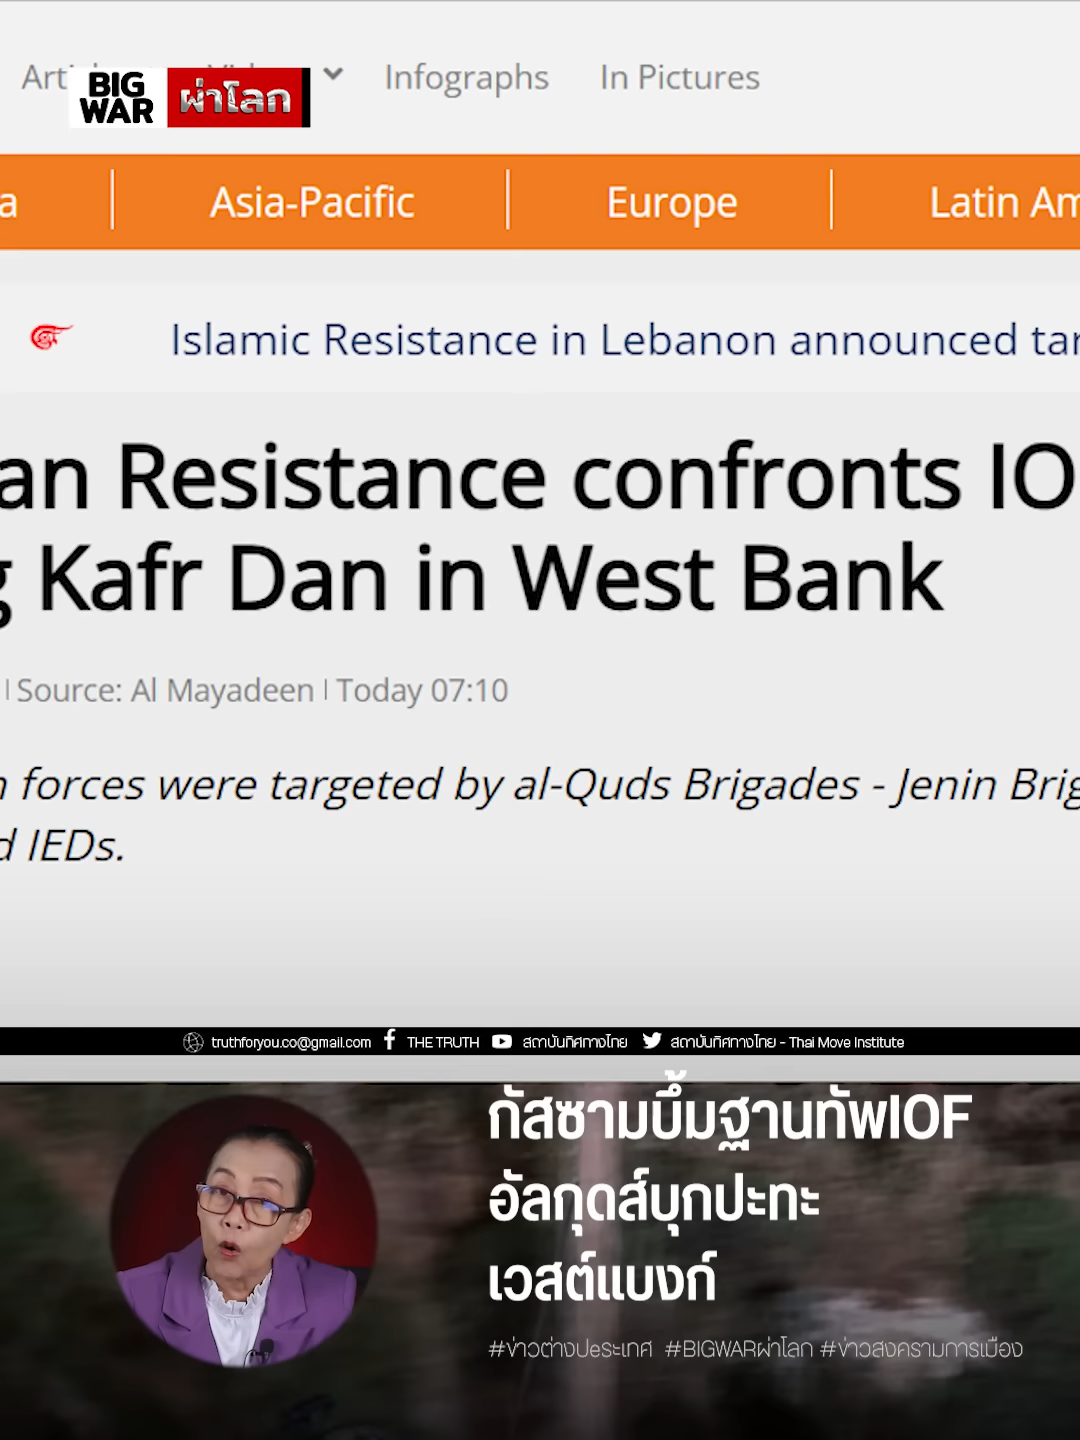 Infographs
In Pictures
BIG
WAR
ผ่าโลก
a
Asia-Pacific
Europe
Latin Am
Islamic Resistance in Lebanon announced tar
an Resistance confronts IO
g Kafr Dan in West Bank
Source: Al Mayadeen | Today 07:10
n forces were targeted by al-Quds Brigades - Jenin Brig
d IEDs.
truthforyou.co@gmail.com THE TRUTH สถาบันทิศทางไทย สถาบันทิศทางไทย - Thai Move Institute
กัสซามบึ้มฐานทัพIOF
อัลกุดส์บุกปะทะ
เวสต์แบงก์
#ข่าวต่างประเทศ #BIGWARผ่าโลก #ข่าวสงครามการเมือง